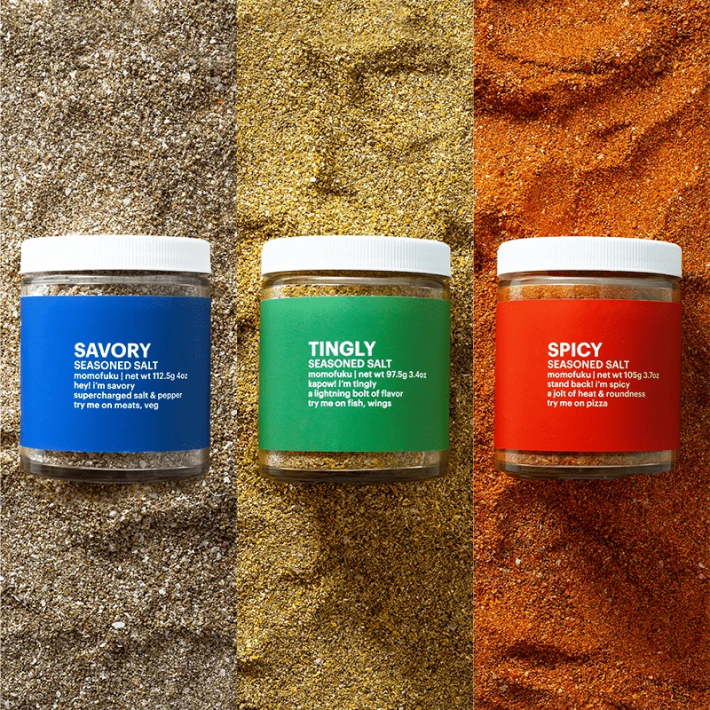 SAVORY
SEASONED SALT
momofuku | net wt 112.5g 4oz
hey! i'm savory
supercharged salt & pepper
try me on meats, veg
TINGLY
SEASONED SALT
momofuku | net wt 97.5g 3.4oz
kapow! I'm tingly
a lightning bolt of flavor
try me on fish, wings
SPICY
SEASONED SALT
momofuku | net wt 105g 3.7oz
stand back! i'm spicy
a jolt of heat & roundness
try me on pizza